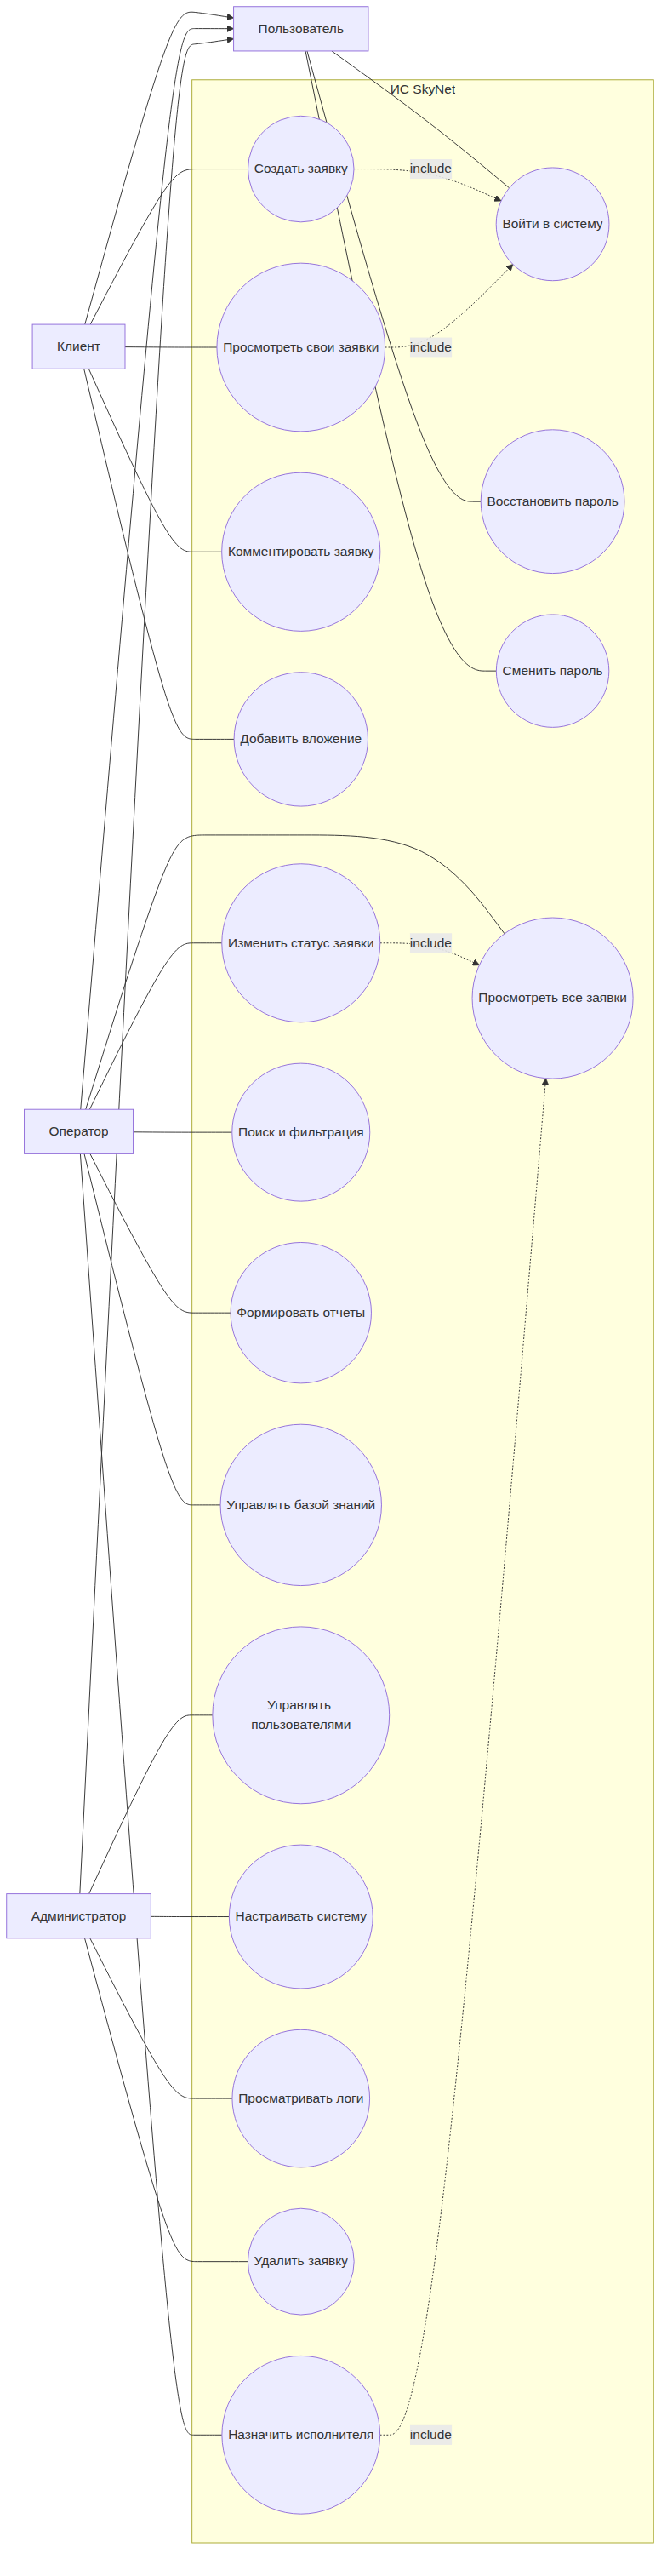 Пользователь
ИС SkyNet
Создать заявку
include
Войти в систему
Клиент
Просмотреть свои заявки
include
Восстановить пароль
Комментировать заявку
Сменить пароль
Добавить вложение
Изменить статус заявки
include
Просмотреть все заявки
Оператор
Поиск и фильтрация
Формировать отчеты
Управлять базой знаний
Управлять
пользователями
Администратор
Настраивать систему
Просматривать логи
Удалить заявку
Назначить исполнителя
include